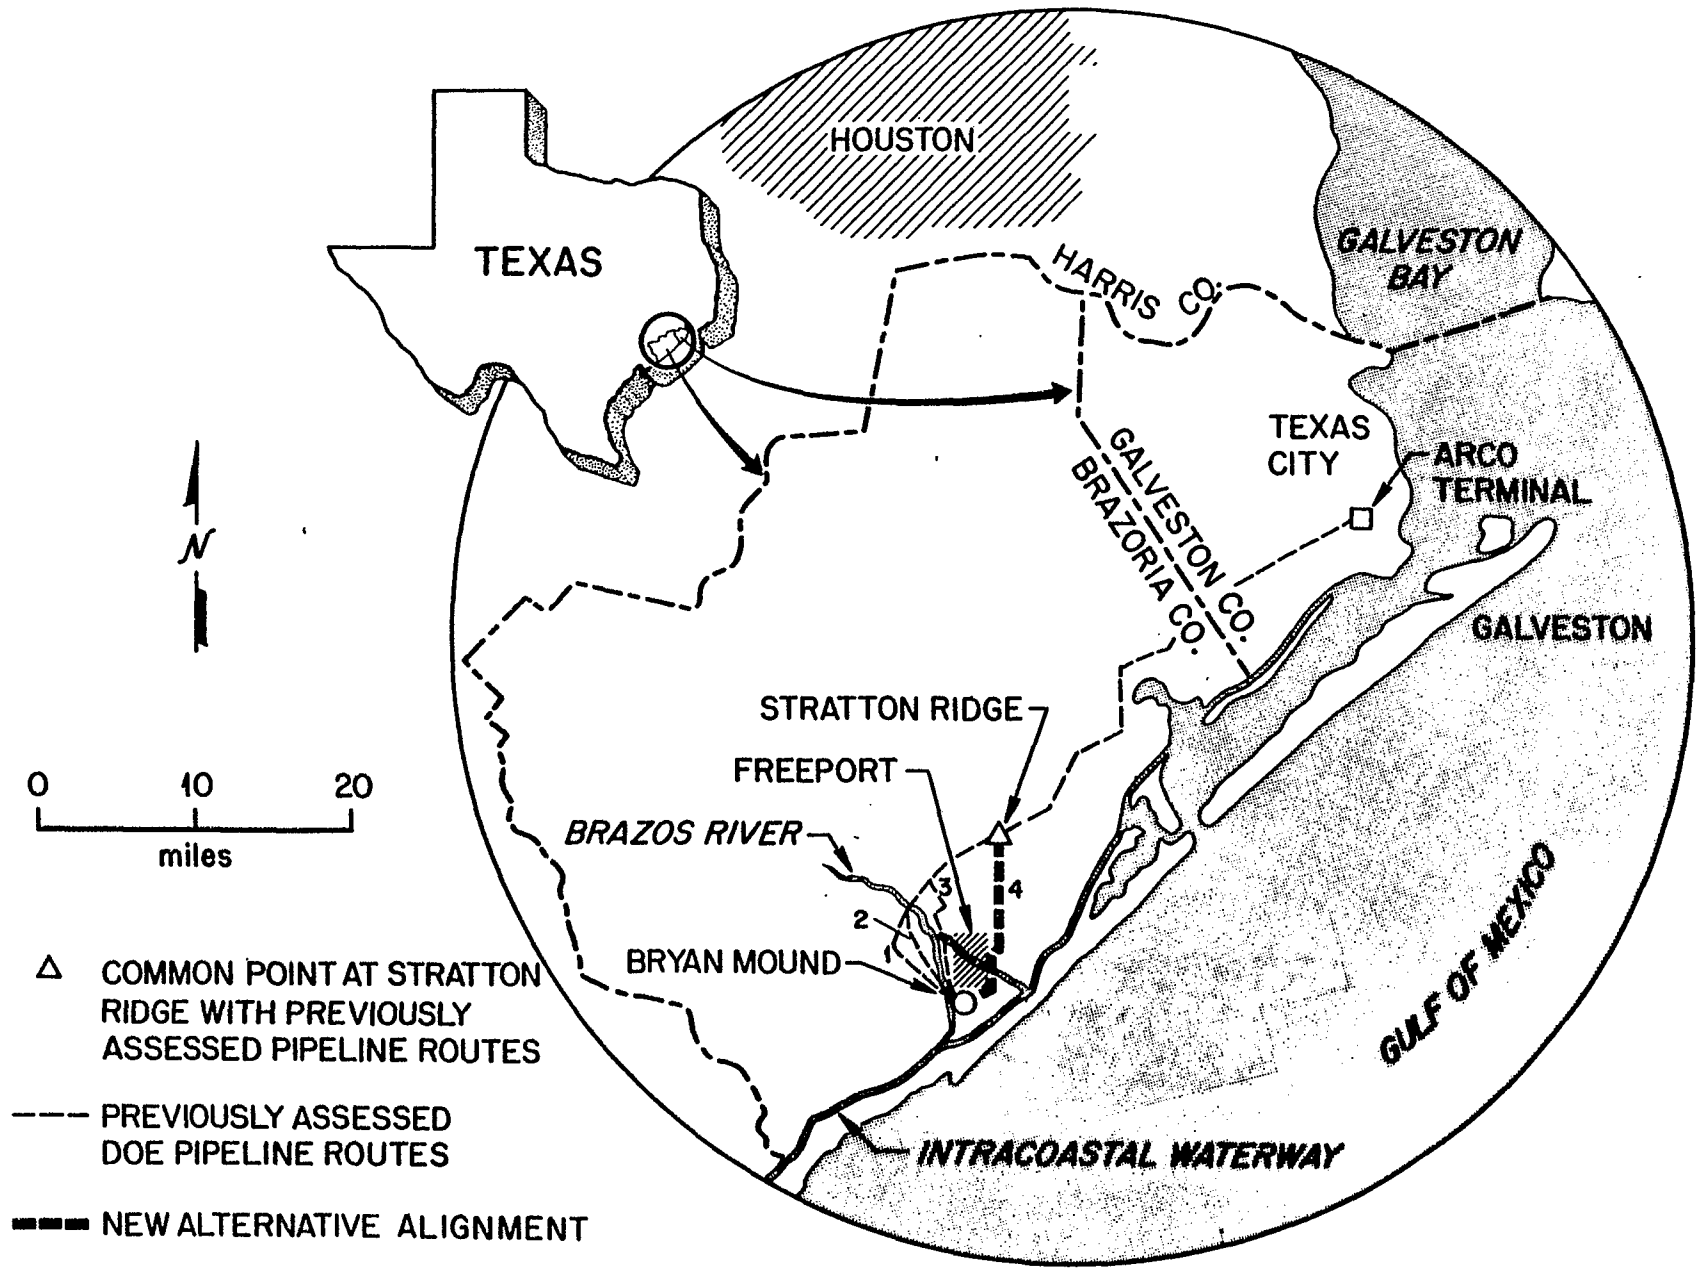 HOUSTON
TEXAS
GALVESTON
BAY
HARRIS CO.
TEXAS
CITY
ARCO
TERMINAL
GALVESTON CO.
BRAZORIA CO.
N
GALVESTON
STRATTON RIDGE
FREEPORT
0 10 20
miles
BRAZOS RIVER
3
4
2
1
BRYAN MOUND
GULF OF MEXICO
COMMON POINT AT STRATTON
RIDGE WITH PREVIOUSLY
ASSESSED PIPELINE ROUTES
PREVIOUSLY ASSESSED
DOE PIPELINE ROUTES
INTRACOASTAL WATERWAY
NEW ALTERNATIVE ALIGNMENT